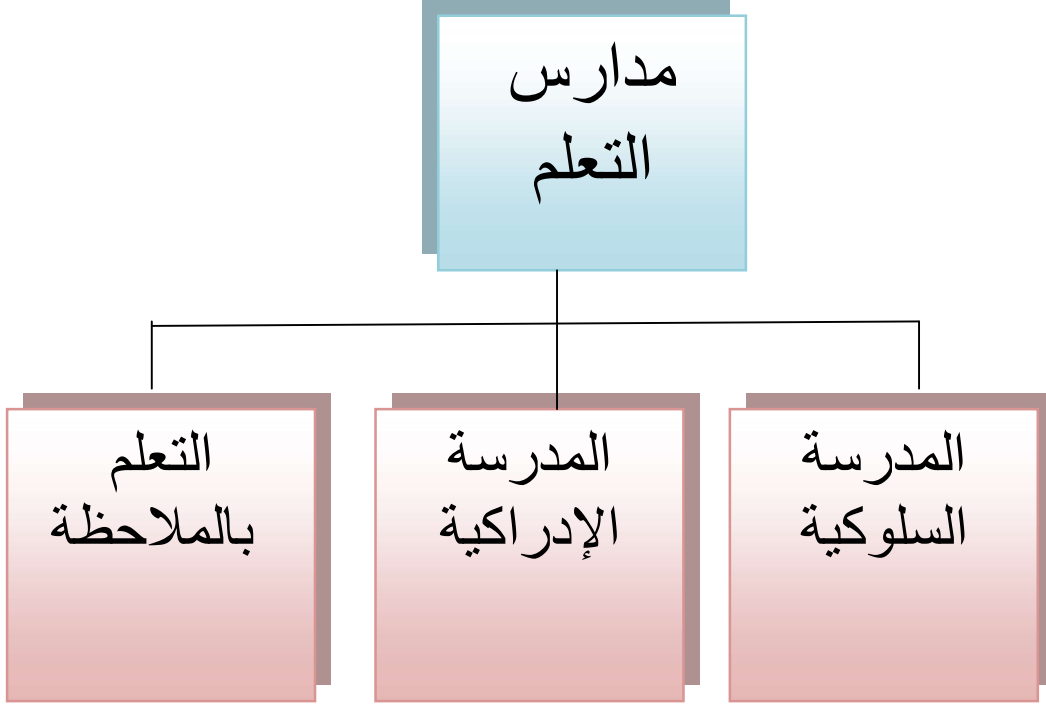 مدارس
التعلم
المدرسة
السلوكية
المدرسة
الإدراكية
التعلم
بالملاحظة